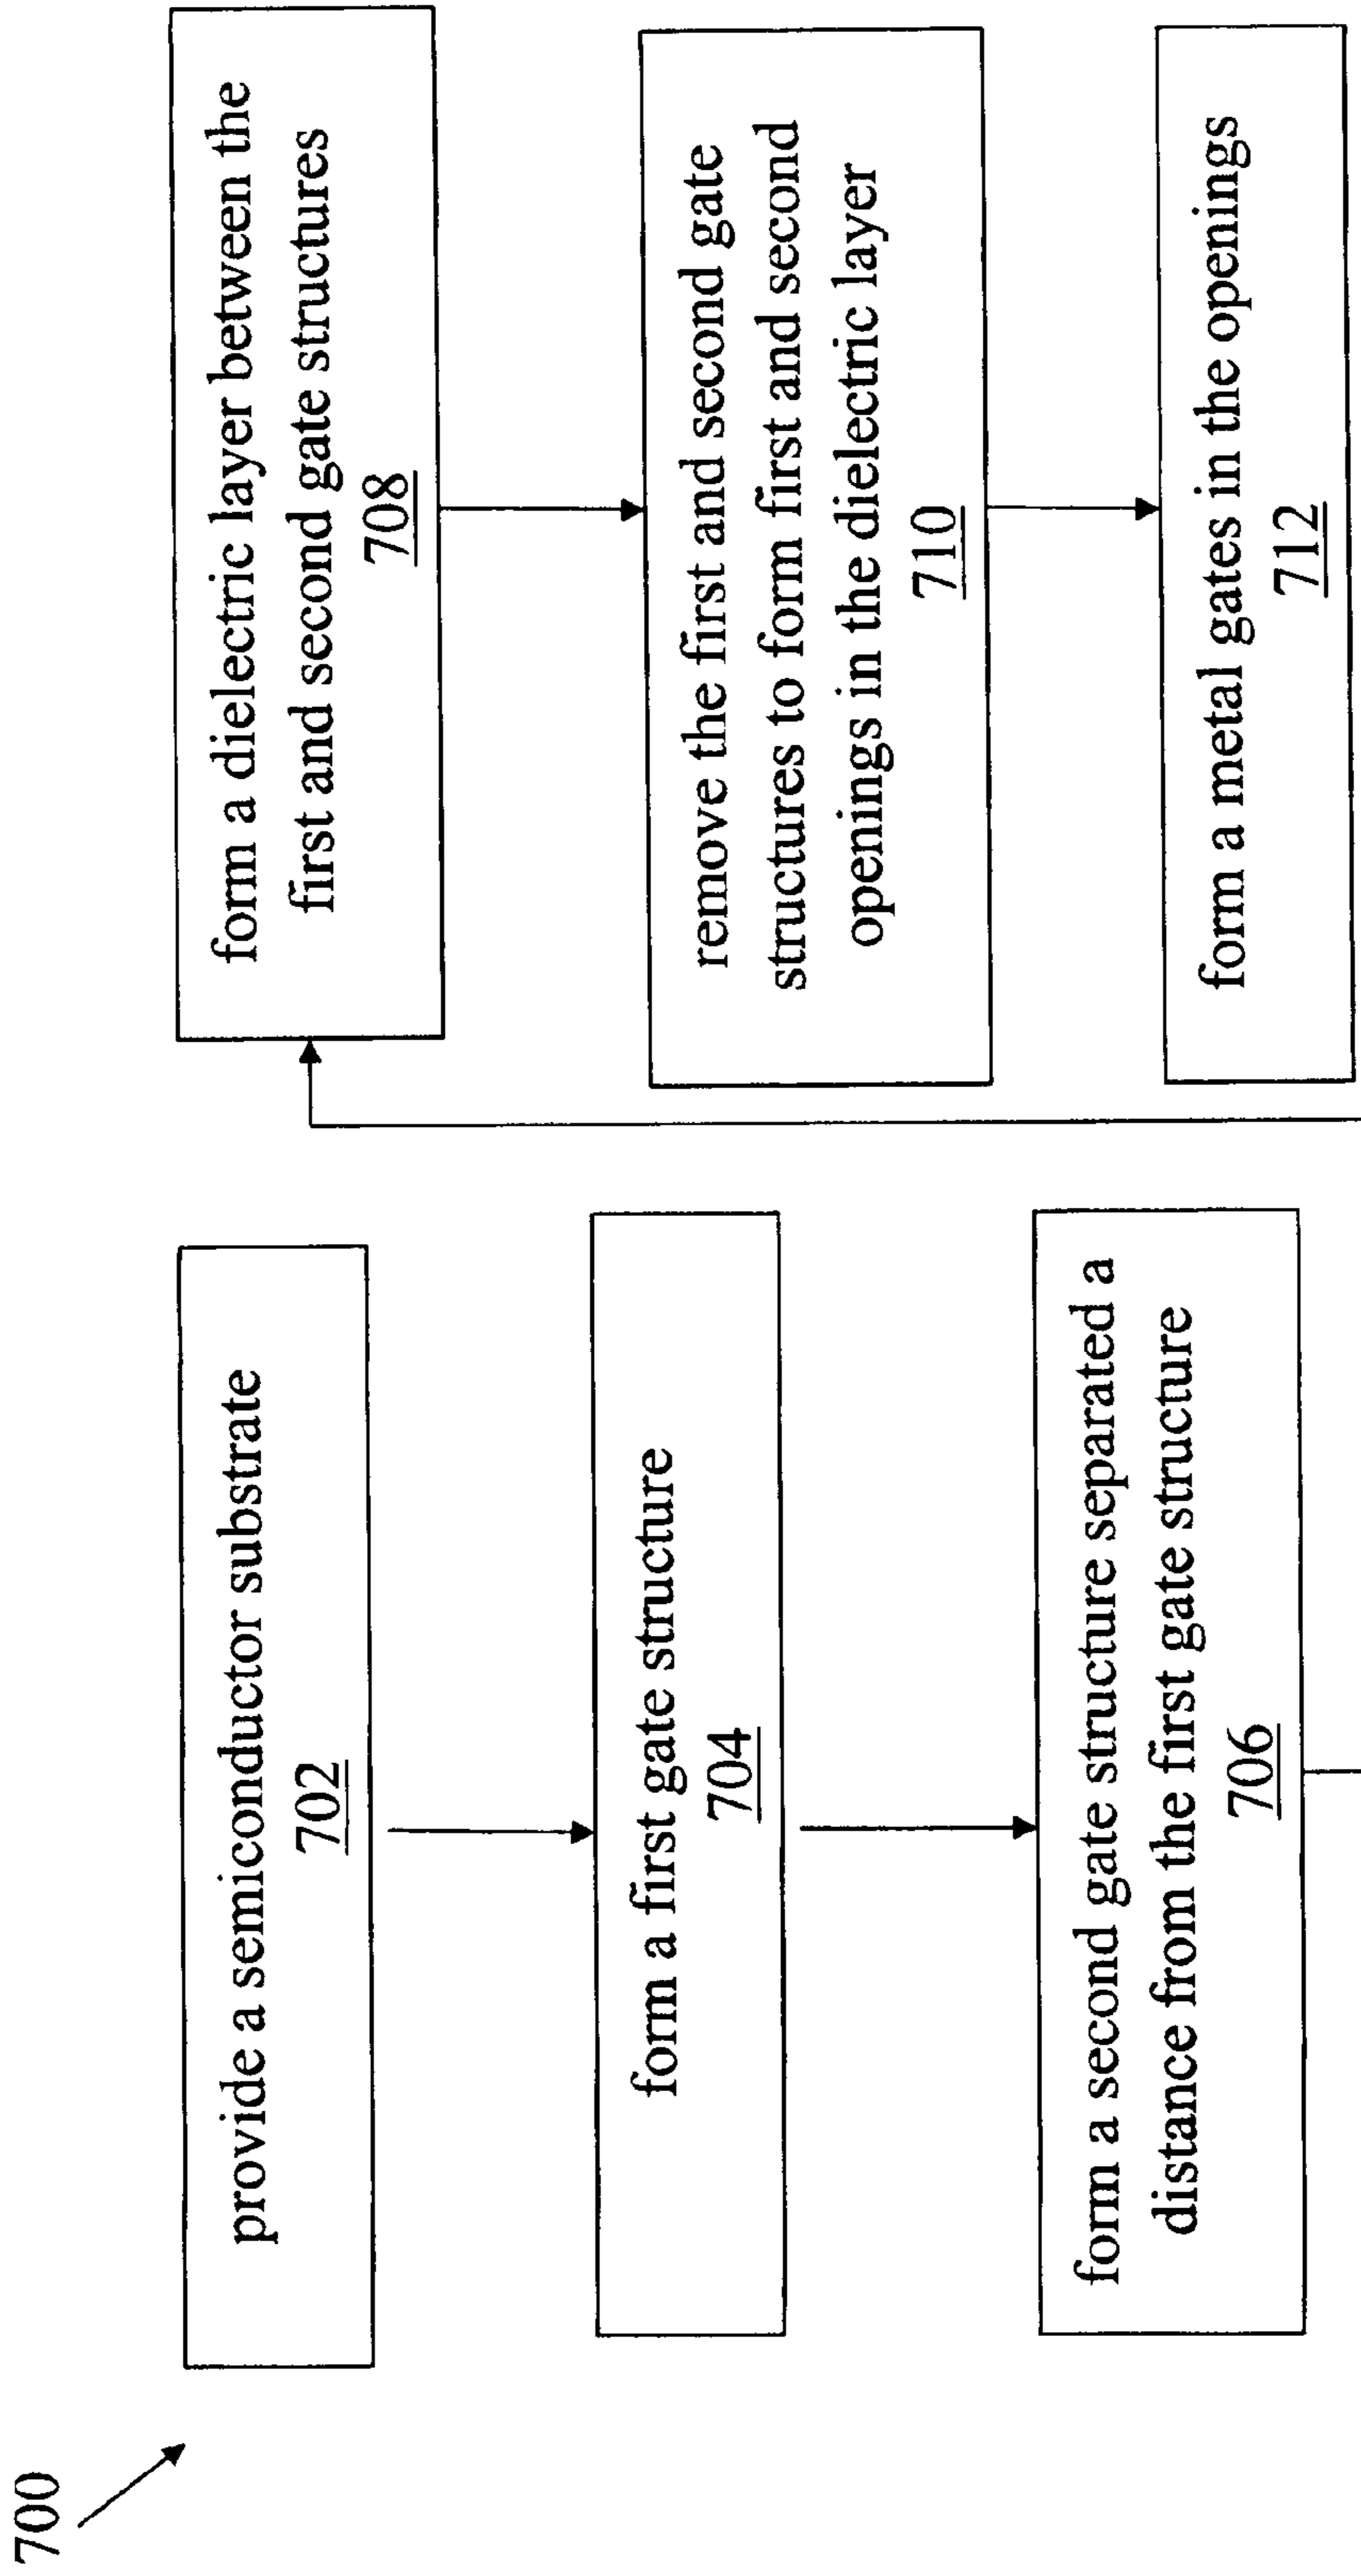 700
provide a semiconductor substrate
702
form a first gate structure
704
form a second gate structure separated a
distance from the first gate structure
706
form a dielectric layer between the
first and second gate structures
708
remove the first and second gate
structures to form first and second
openings in the dielectric layer
710
form a metal gates in the openings
712